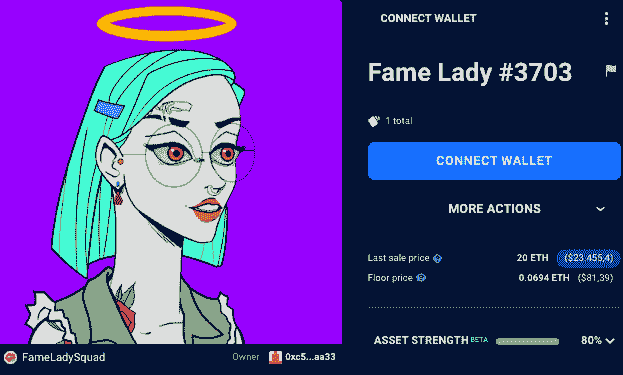 CONNECT WALLET
Fame Lady #3703
1 total
CONNECT WALLET
MORE ACTIONS
Last sale price 20 ETH ($23,455,4)
Floor price 0.0694 ETH ($81,39)
ASSET STRENGTH BETA 80%
FameLadySquad Owner 0xc5...aa33